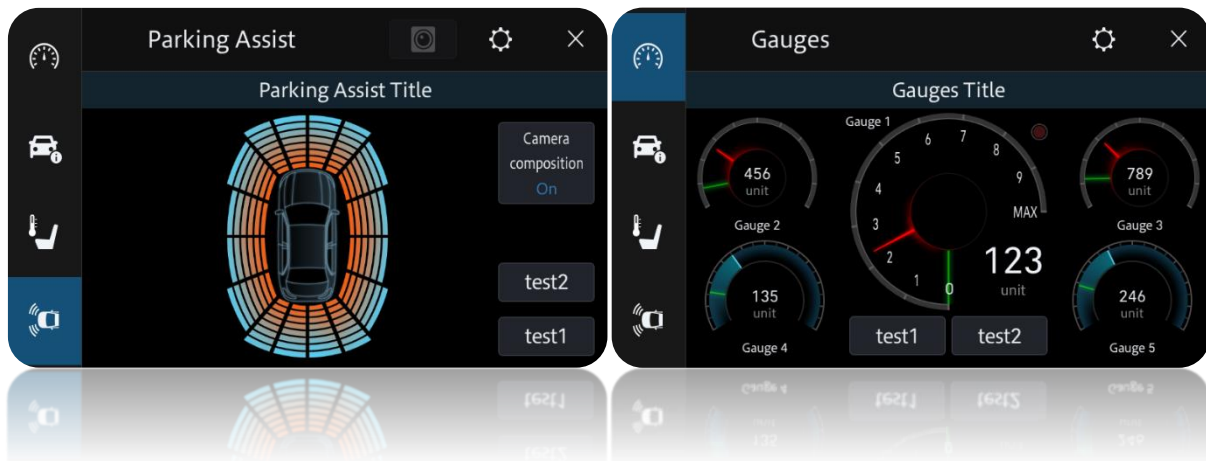 Parking Assist
Parking Assist Title
Camera
composition
On
test2
test1
Gauges
Gauges Title
Gauge 1
0
1
2
3
4
5
6
7
8
9
MAX
123
unit
456
unit
Gauge 2
789
unit
Gauge 3
135
unit
Gauge 4
246
unit
Gauge 5
test1 test2